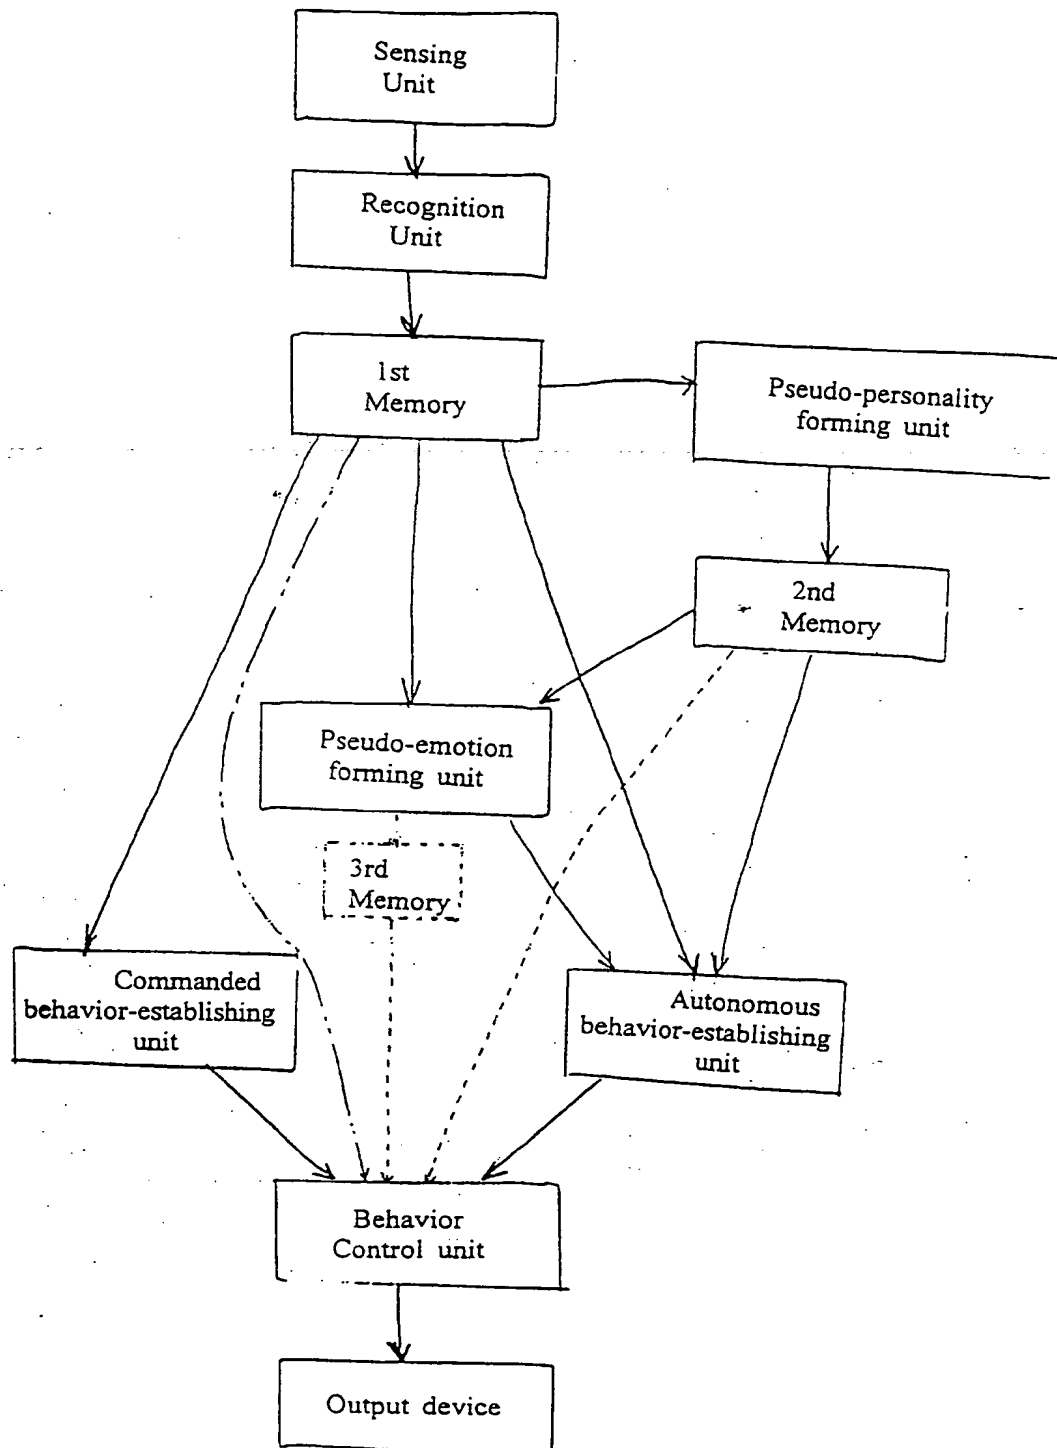 Sensing
Unit
Recognition
Unit
1st
Memory
Pseudo-personality
forming unit
2nd
Memory
Pseudo-emotion
forming unit
3rd
Memory
Commanded
behavior-establishing
unit
Autonomous
behavior-establishing
unit
Behavior
Control unit
Output device